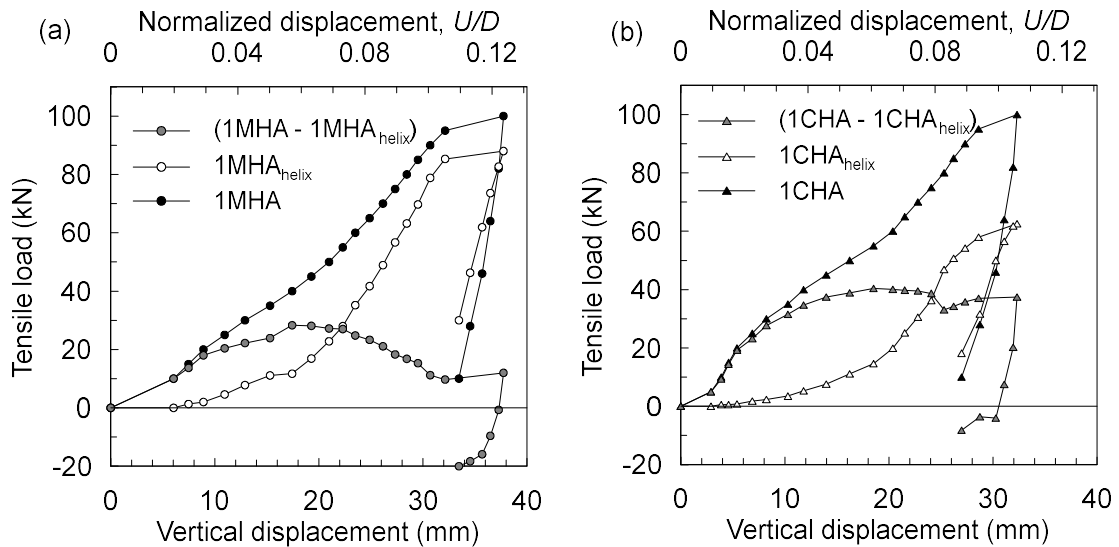 (a)
Normalized displacement, U/D
0 0.04 0.08 0.12
Tensile load (kN)
100
80
60
40
20
0
-20
(1MHA - 1MHAhelix)
1MHAhelix
1MHA
0 10 20 30 40
Vertical displacement (mm)
(b)
Normalized displacement, U/D
0 0.04 0.08 0.12
Tensile load (kN)
100
80
60
40
20
0
-20
(1CHA - 1CHAhelix)
1CHAhelix
1CHA
0 10 20 30 40
Vertical displacement (mm)